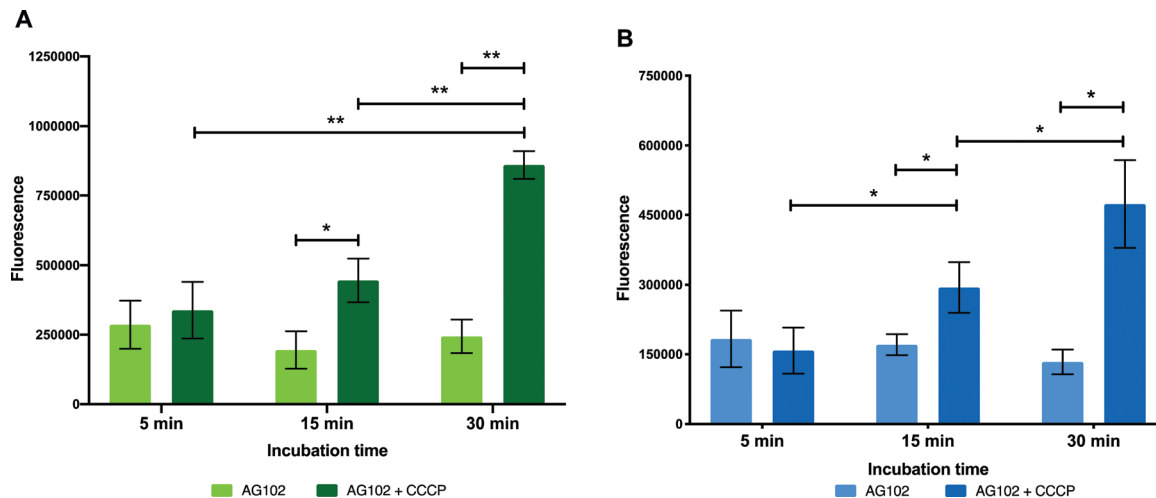 A
Fluorescence
1250000
1000000
750000
500000
250000
0
**
**
**
*
5 min
15 min
30 min
Incubation time
AG102
AG102 + CCCP
B
Fluorescence
750000
600000
450000
300000
150000
0
*
*
*
*
5 min
15 min
30 min
Incubation time
AG102
AG102 + CCCP